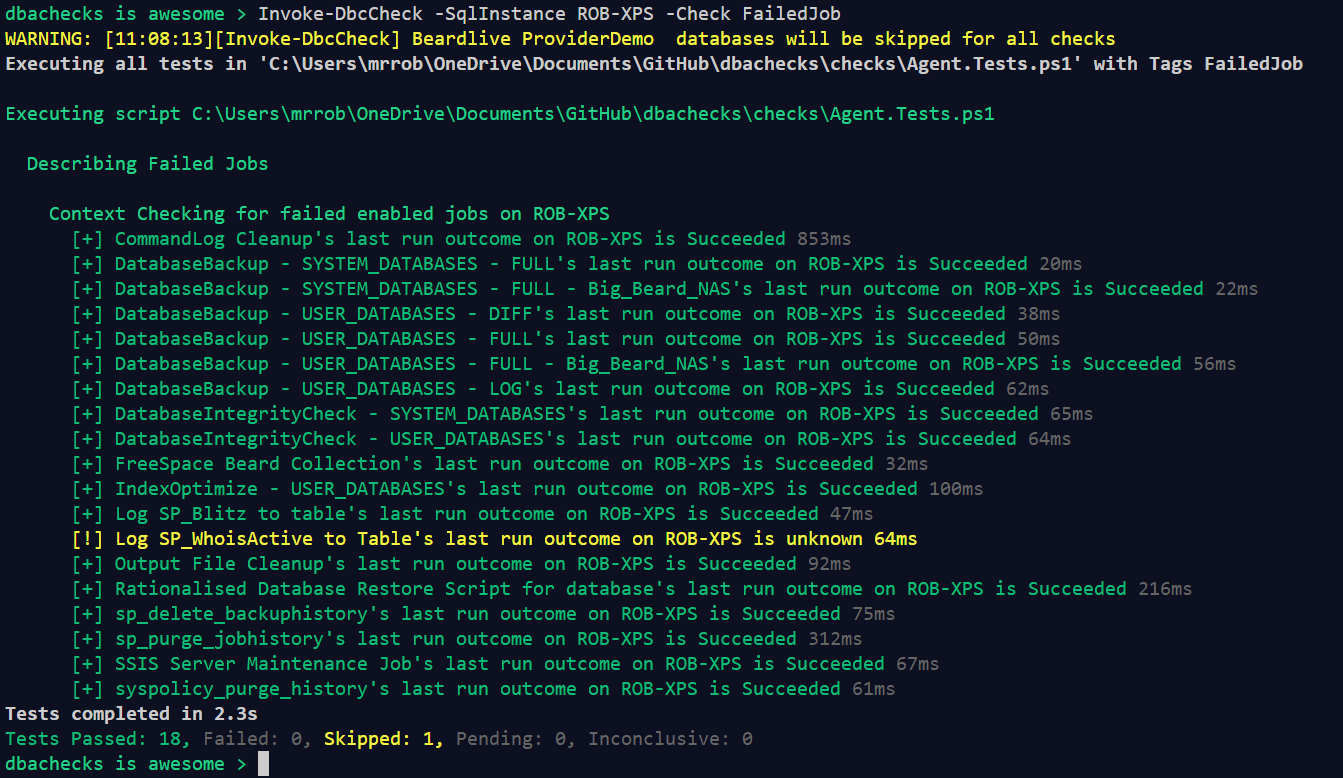 dbachecks is awesome > Invoke-DbcCheck -SqlInstance ROB-XPS -Check FailedJob
WARNING: [11:08:13][Invoke-DbcCheck] Beardlive ProviderDemo  databases will be skipped for all checks
Executing all tests in 'C:\Users\mrrob\OneDrive\Documents\GitHub\dbachecks\checks\Agent.Tests.ps1' with Tags FailedJob
Executing script C:\Users\mrrob\OneDrive\Documents\GitHub\dbachecks\checks\Agent.Tests.ps1
Describing Failed Jobs
Context Checking for failed enabled jobs on ROB-XPS
[+] CommandLog Cleanup's last run outcome on ROB-XPS is Succeeded 853ms
[+] DatabaseBackup - SYSTEM_DATABASES - FULL's last run outcome on ROB-XPS is Succeeded 20ms
[+] DatabaseBackup - SYSTEM_DATABASES - FULL - Big_Beard_NAS's last run outcome on ROB-XPS is Succeeded 22ms
[+] DatabaseBackup - USER_DATABASES - DIFF's last run outcome on ROB-XPS is Succeeded 38ms
[+] DatabaseBackup - USER_DATABASES - FULL's last run outcome on ROB-XPS is Succeeded 50ms
[+] DatabaseBackup - USER_DATABASES - FULL - Big_Beard_NAS's last run outcome on ROB-XPS is Succeeded 56ms
[+] DatabaseBackup - USER_DATABASES - LOG's last run outcome on ROB-XPS is Succeeded 62ms
[+] DatabaseIntegrityCheck - SYSTEM_DATABASES's last run outcome on ROB-XPS is Succeeded 65ms
[+] DatabaseIntegrityCheck - USER_DATABASES's last run outcome on ROB-XPS is Succeeded 64ms
[+] FreeSpace Beard Collection's last run outcome on ROB-XPS is Succeeded 32ms
[+] IndexOptimize - USER_DATABASES's last run outcome on ROB-XPS is Succeeded 100ms
[+] Log SP_Blitz to table's last run outcome on ROB-XPS is Succeeded 47ms
[!] Log SP_WhoisActive to Table's last run outcome on ROB-XPS is unknown 64ms
[+] Output File Cleanup's last run outcome on ROB-XPS is Succeeded 92ms
[+] Rationalised Database Restore Script for database's last run outcome on ROB-XPS is Succeeded 216ms
[+] sp_delete_backuphistory's last run outcome on ROB-XPS is Succeeded 75ms
[+] sp_purge_jobhistory's last run outcome on ROB-XPS is Succeeded 312ms
[+] SSIS Server Maintenance Job's last run outcome on ROB-XPS is Succeeded 67ms
[+] syspolicy_purge_history's last run outcome on ROB-XPS is Succeeded 61ms
Tests completed in 2.3s
Tests Passed: 18, Failed: 0, Skipped: 1, Pending: 0, Inconclusive: 0
dbachecks is awesome >